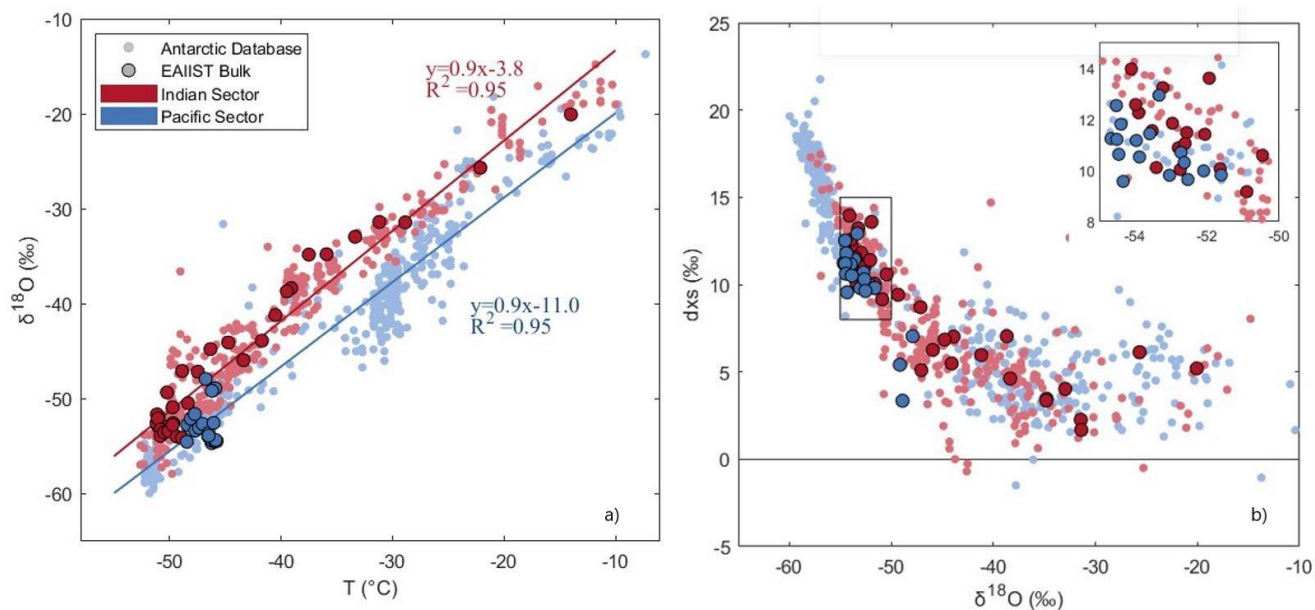 -10
-20
-30
-40
-50
-60
δ¹⁸O (‰)
-50 -40 -30 -20 -10
T (°C)
Antarctic Database
EAIIST Bulk
Indian Sector
Pacific Sector
y=0.9x-3.8
R² =0.95
y=0.9x-11.0
R² =0.95
a)
25
20
15
10
5
0
-5
dxs (‰)
-60 -50 -40 -30 -20 -10
δ¹⁸O (‰)
14
12
10
8
-54 -52 -50
b)